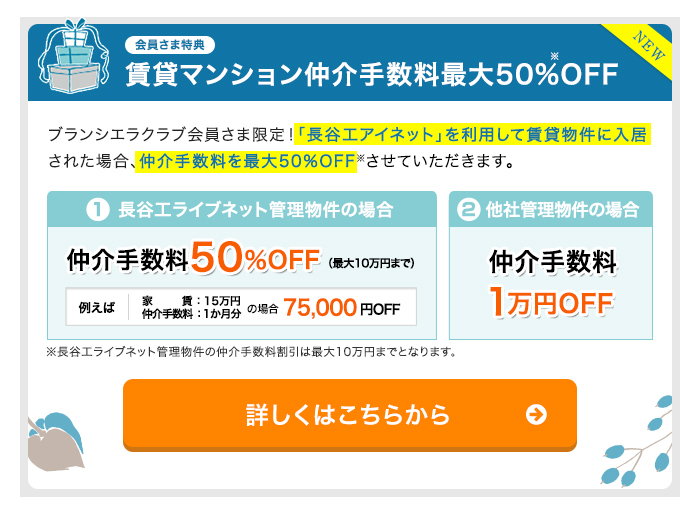 会員さま特典
NEW
賃貸マンション仲介手数料最大50%OFF※
ブランシエラクラブ会員さま限定!「長谷工アイネット」を利用して賃貸物件に入居
された場合、仲介手数料を最大50%OFF※させていただきます。
1 長谷工ライブネット管理物件の場合
仲介手数料50%OFF（最大10万円まで）
例えば
家賃：15万円
仲介手数料：1か月分
の場合 75,000円OFF
2 他社管理物件の場合
仲介手数料
1万円OFF
※長谷工ライブネット管理物件の仲介手数料割引は最大10万円までとなります。
詳しくはこちらから